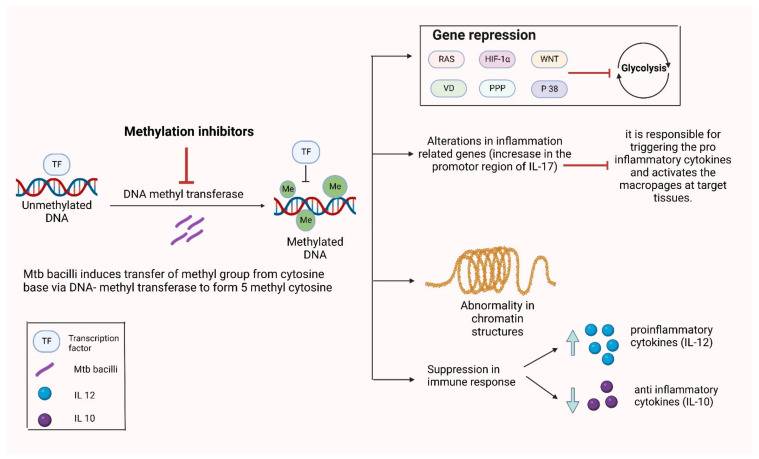 Gene repression
RAS
HIF-1α
WNT
VD
PPP
P 38
Glycolysis
Methylation inhibitors
TF
Unmethylated
DNA
DNA methyl transferase
TF
Me
Me
Me
Methylated
DNA
Mtb bacilli induces transfer of methyl group from cytosine
base via DNA- methyl transferase to form 5 methyl cytosine
Alterations in inflammation
related genes (incresase in the
promotor region of IL-17)
it is responsible for
triggering the pro
inflammatory cytokines
and activates the
macropages at target
tissues.
Abnormality in
chromatin
structures
Suppression in
immune response
proinflammatory
cytokines (IL-12)
anti inflammatory
cytokines (IL-10)
TF
Transcription
factor
Mtb bacilli
IL 12
IL 10